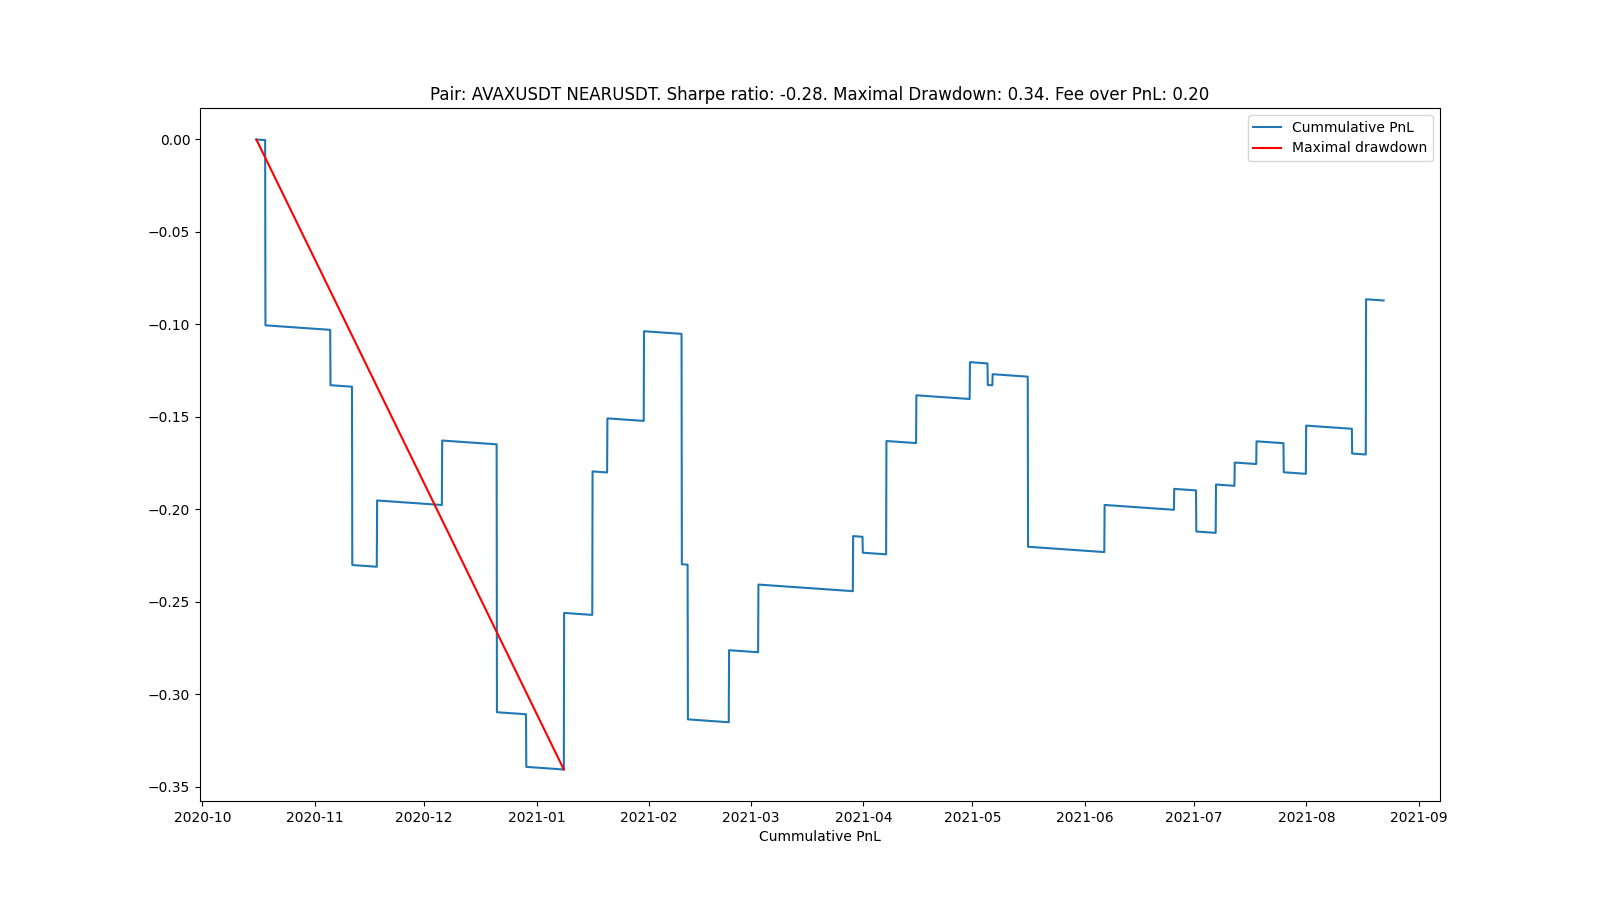 Pair: AVAXUSDT NEARUSDT. Sharpe ratio: -0.28. Maximal Drawdown: 0.34. Fee over PnL: 0.20
Cummulative PnL
Maximal drawdown
0.00
−0.05
−0.10
−0.15
−0.20
−0.25
−0.30
−0.35
2020-10 2020-11 2020-12 2021-01 2021-02 2021-03 2021-04 2021-05 2021-06 2021-07 2021-08 2021-09
Cummulative PnL